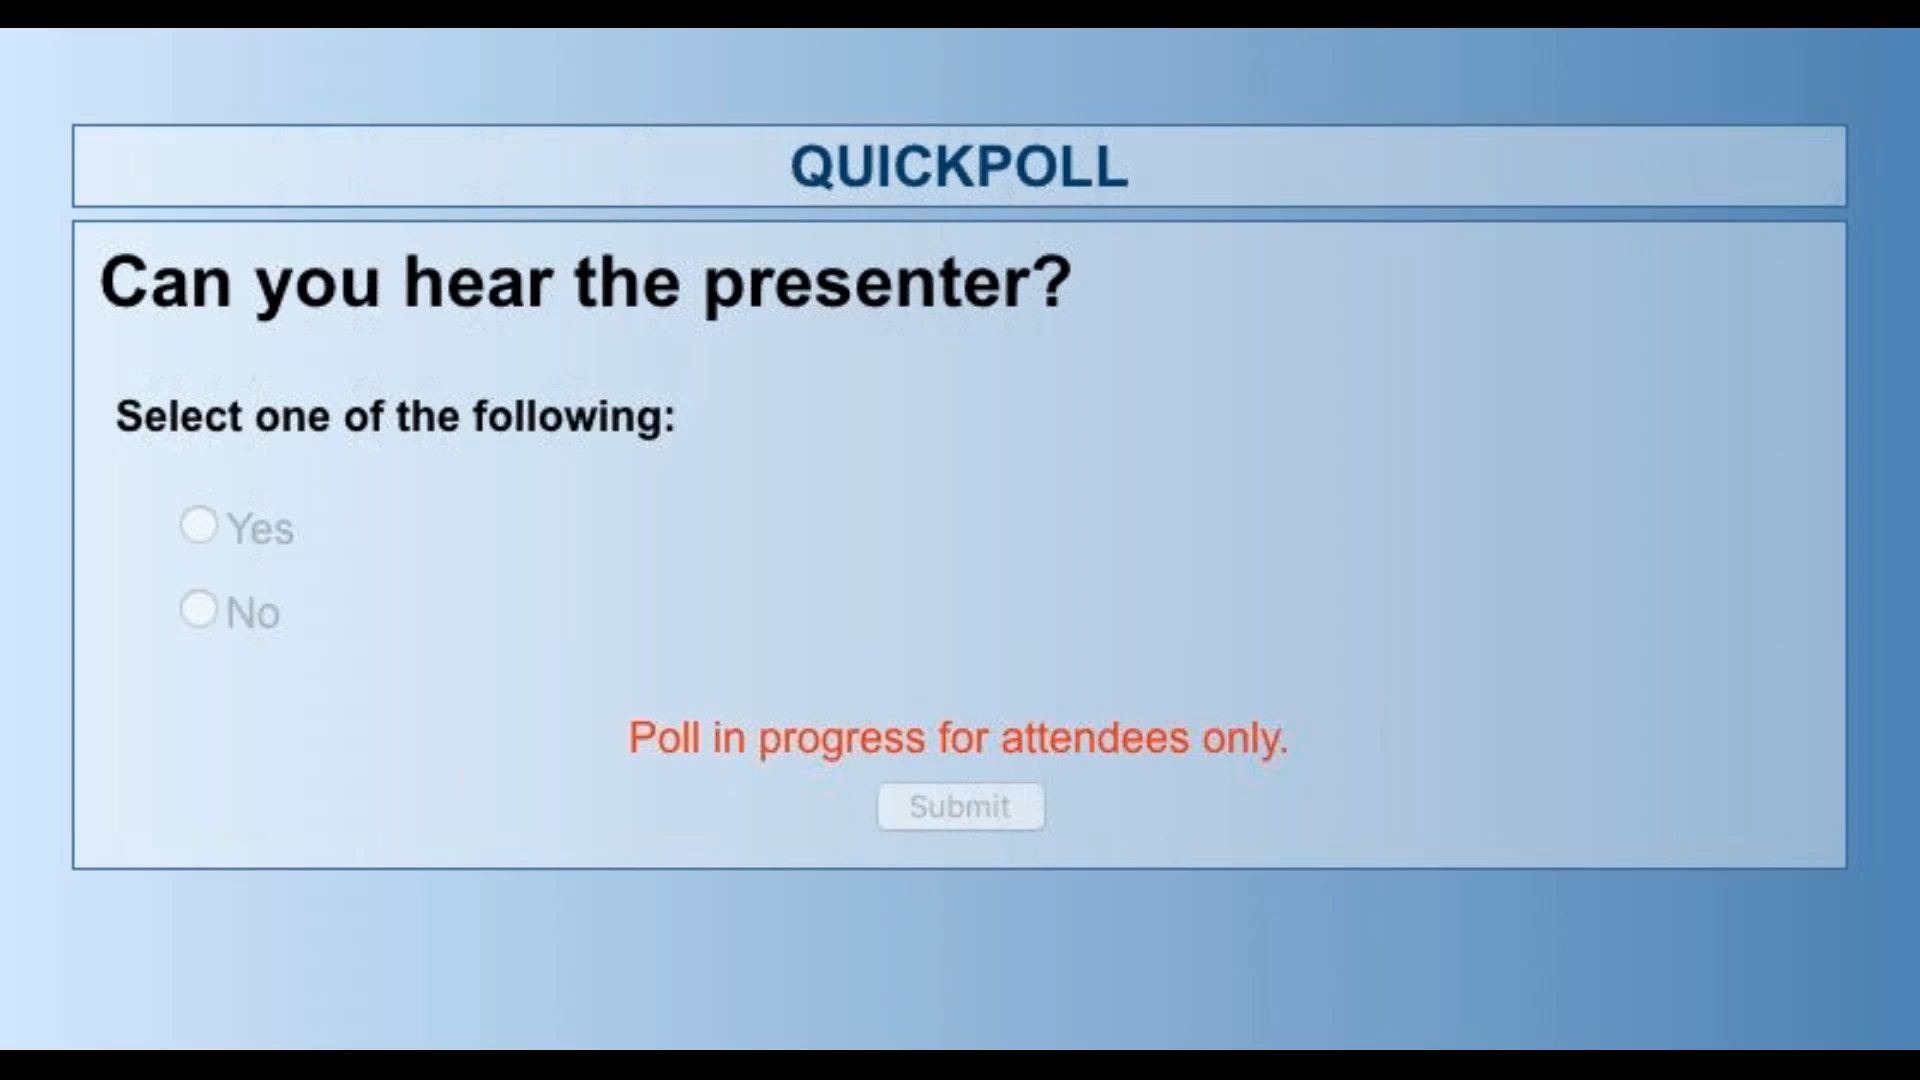 QUICKPOLL
Can you hear the presenter?
Select one of the following:
Yes
No
Poll in progress for attendees only.
Submit